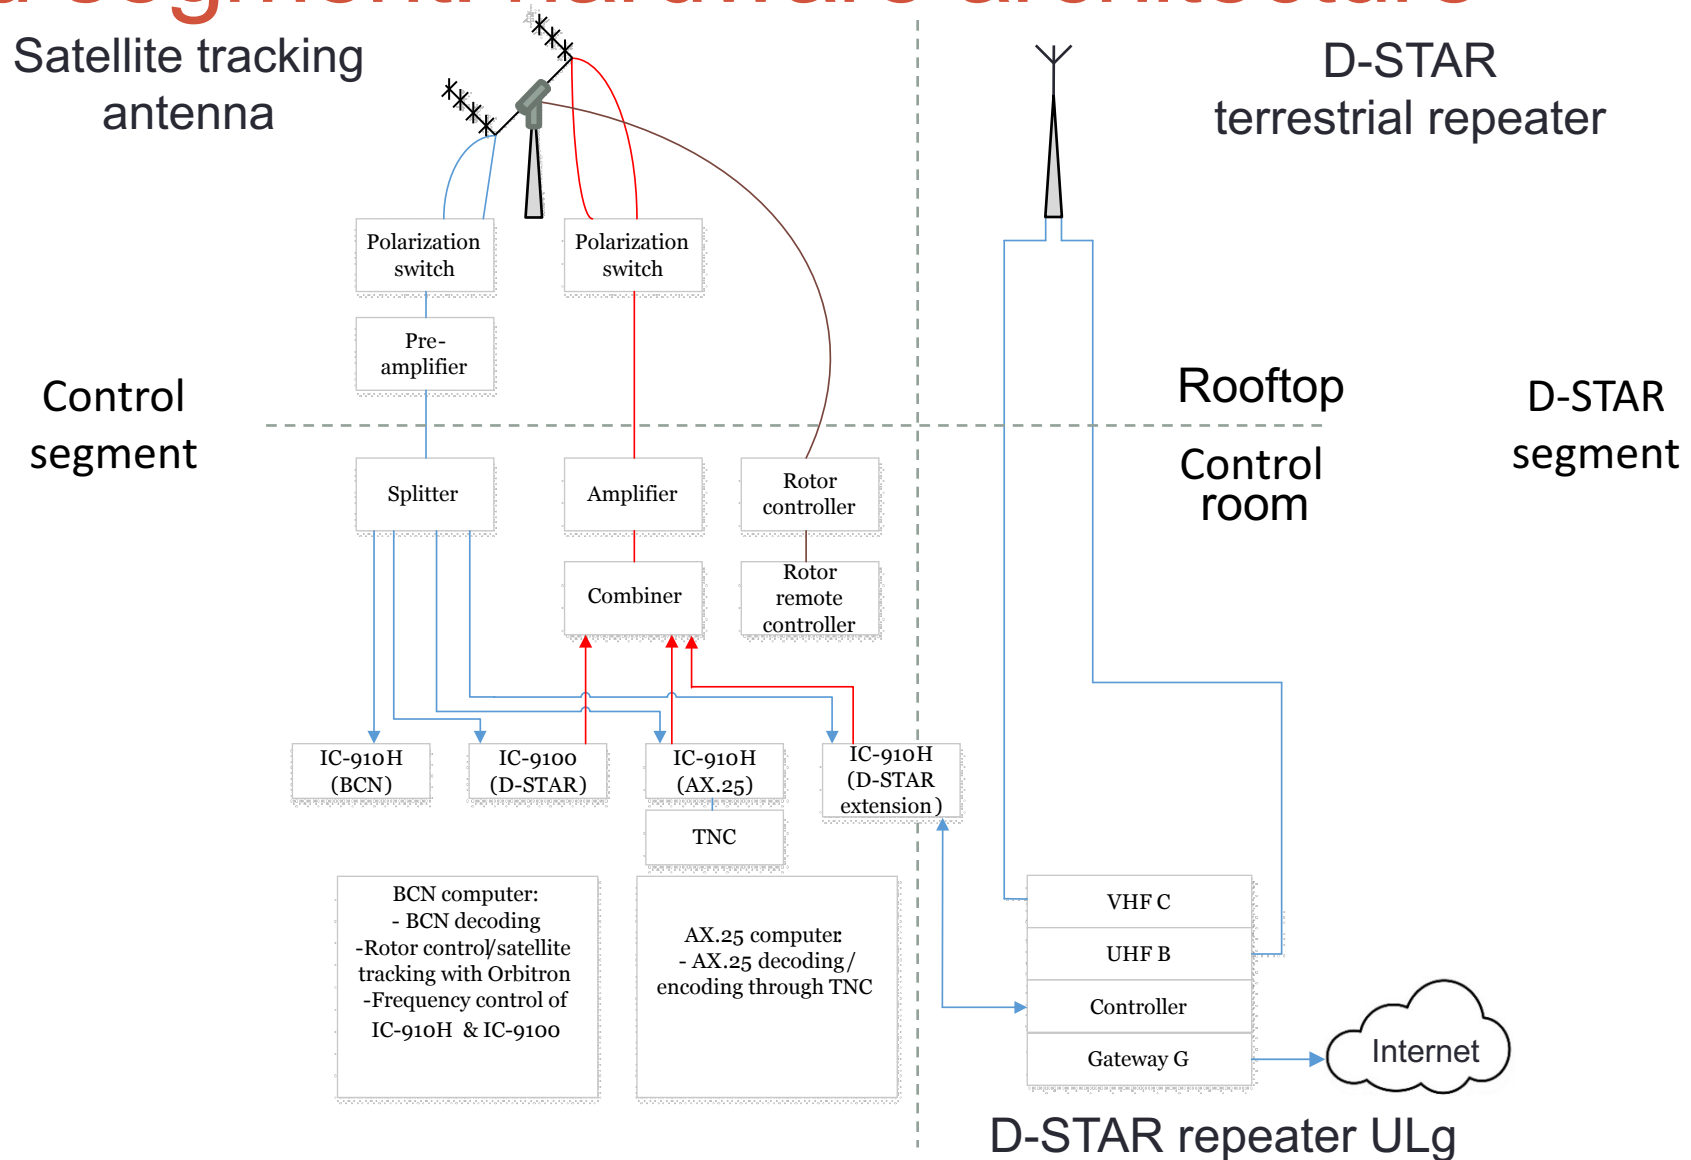 segment: hardware architecture
Satellite tracking
antenna
D-STAR
terrestrial repeater
Polarization
switch
Polarization
switch
Pre-
amplifier
Control
segment
Rooftop
D-STAR
segment
Control
room
Splitter
Amplifier
Rotor
controller
Combiner
Rotor
remote
controller
IC-910H
(BCN)
IC-9100
(D-STAR)
IC-910H
(AX.25)
IC-910H
(D-STAR
extension)
TNC
BCN computer:
- BCN decoding
-Rotor control/satellite
tracking with Orbitron
-Frequency control of
IC-910H & IC-9100
AX.25 computer:
- AX.25 decoding/
encoding through TNC
VHF C
UHF B
Controller
Gateway G
Internet
D-STAR repeater ULg